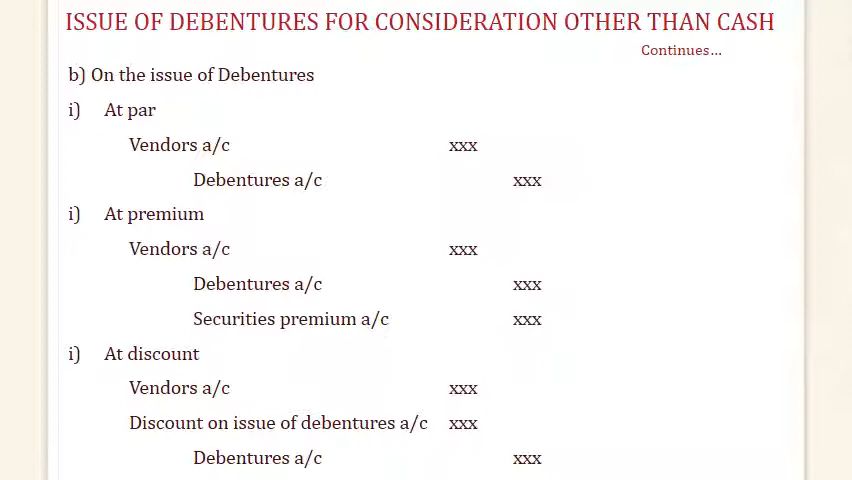 ISSUE OF DEBENTURES FOR CONSIDERATION OTHER THAN CASH
Continues...
b) On the issue of Debentures
i) At par
Vendors a/c xxx
Debentures a/c xxx
i) At premium
Vendors a/c xxx
Debentures a/c xxx
Securities premium a/c xxx
i) At discount
Vendors a/c xxx
Discount on issue of debentures a/c xxx
Debentures a/c xxx